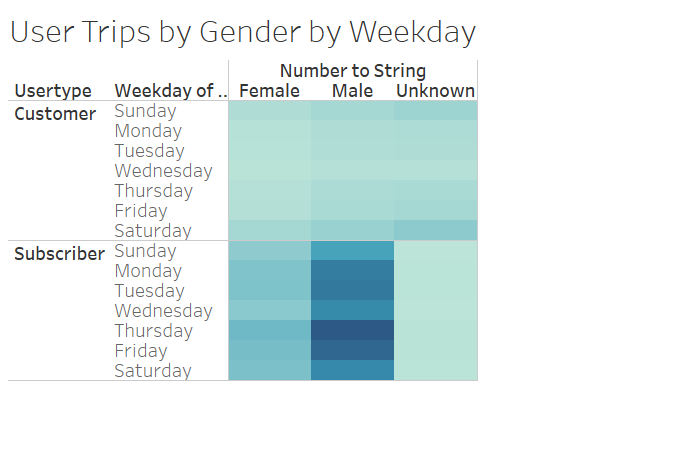 User Trips by Gender by Weekday
Number to String
Usertype Weekday of .. Female Male Unknown
Customer Sunday
Monday
Tuesday
Wednesday
Thursday
Friday
Saturday
Subscriber Sunday
Monday
Tuesday
Wednesday
Thursday
Friday
Saturday